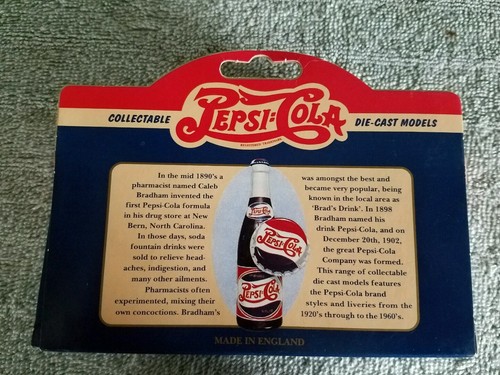 COLLECTABLE PEPSI=COLA DIE-CAST MODELS
REGISTERED TRADEMARK
In the mid 1890's a
pharmacist named Caleb
Bradham invented the
first Pepsi-Cola formula
in his drug store at New
Bern, North Carolina.
In those days, soda
fountain drinks were
sold to relieve head-
aches, indigestion, and
many other ailments.
Pharmacists often
experimented, mixing their
own concoctions. Bradham's
PEPSI=COLA
PEPSI=COLA
PEPSI=COLA
was amongst the best and
became very popular, being
known in the local area as
'Brad's Drink'. In 1898
Bradham named his
drink Pepsi-Cola, and on
December 20th, 1902,
the great Pepsi-Cola
Company was formed.
This range of collectable
die cast models features
the Pepsi-Cola brand
styles and liveries from the
1920's through to the 1960's.
MADE IN ENGLAND